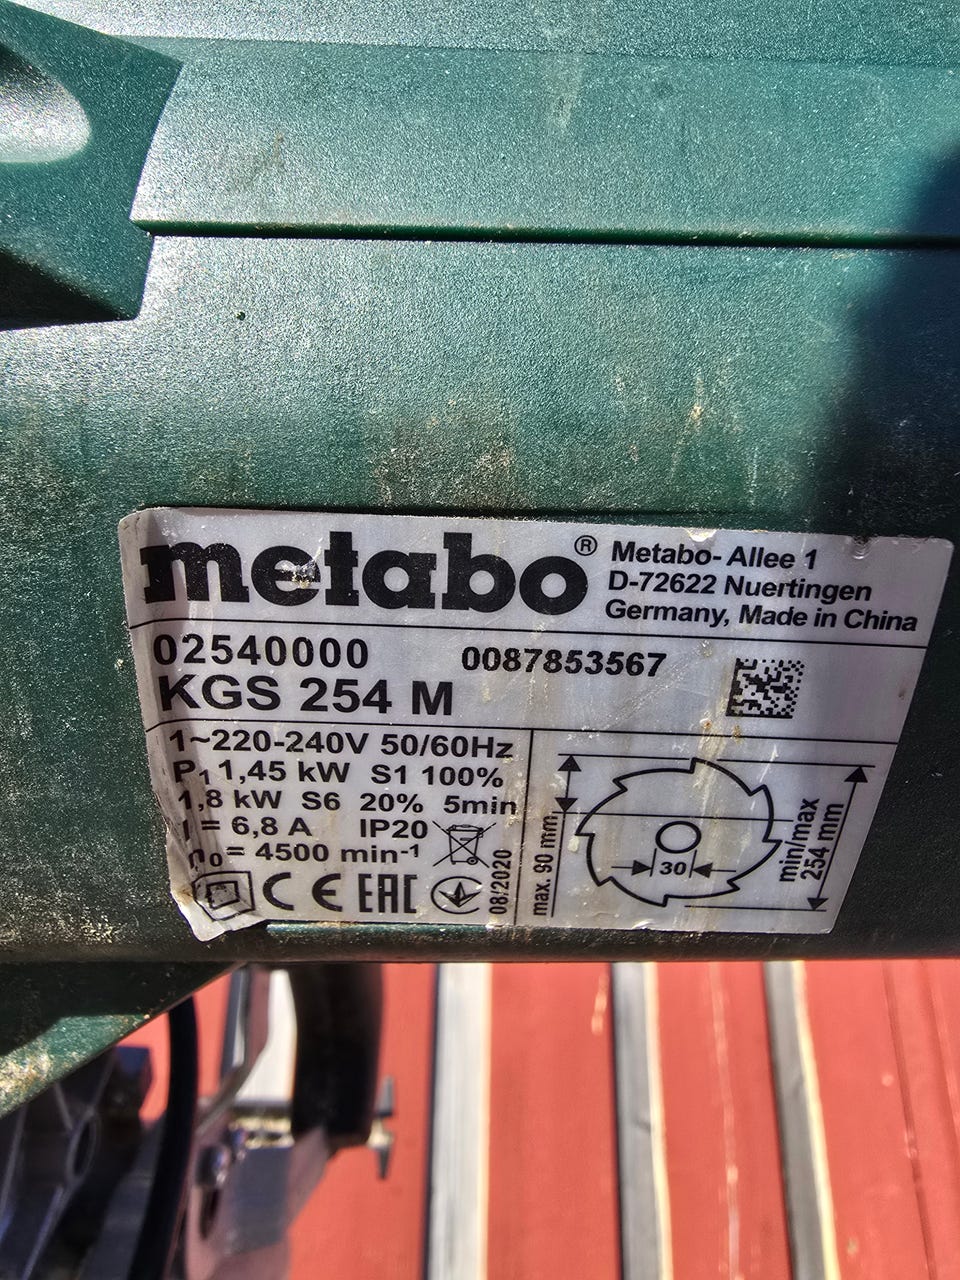 metabo® Metabo-Allee 1
D-72622 Nuertingen
Germany, Made in China
02540000 0087853567
KGS 254 M
1~220-240V 50/60Hz
P1 1,45 kW S1 100%
1,8 kW S6 20% 5min
I = 6,8 A IP20
n0 = 4500 min-1
CE EAC
08/2020
max. 90 mm
30
min/max
254 mm